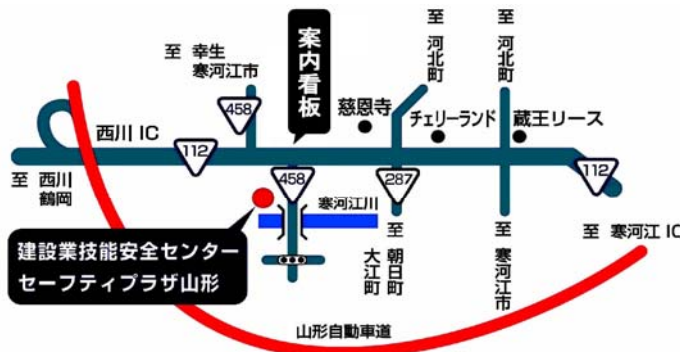 至 河北町
至 河北町
案内看板
至 幸生
寒河江市
458
慈恩寺
チェリーランド
蔵王リース
西川 IC
112
至 西川
鶴岡
458
287
112
寒河江川
建設業技能安全センター
セーフティプラザ山形
至 朝日町
大江町
至 寒河江市
至 寒河江 IC
山形自動車道